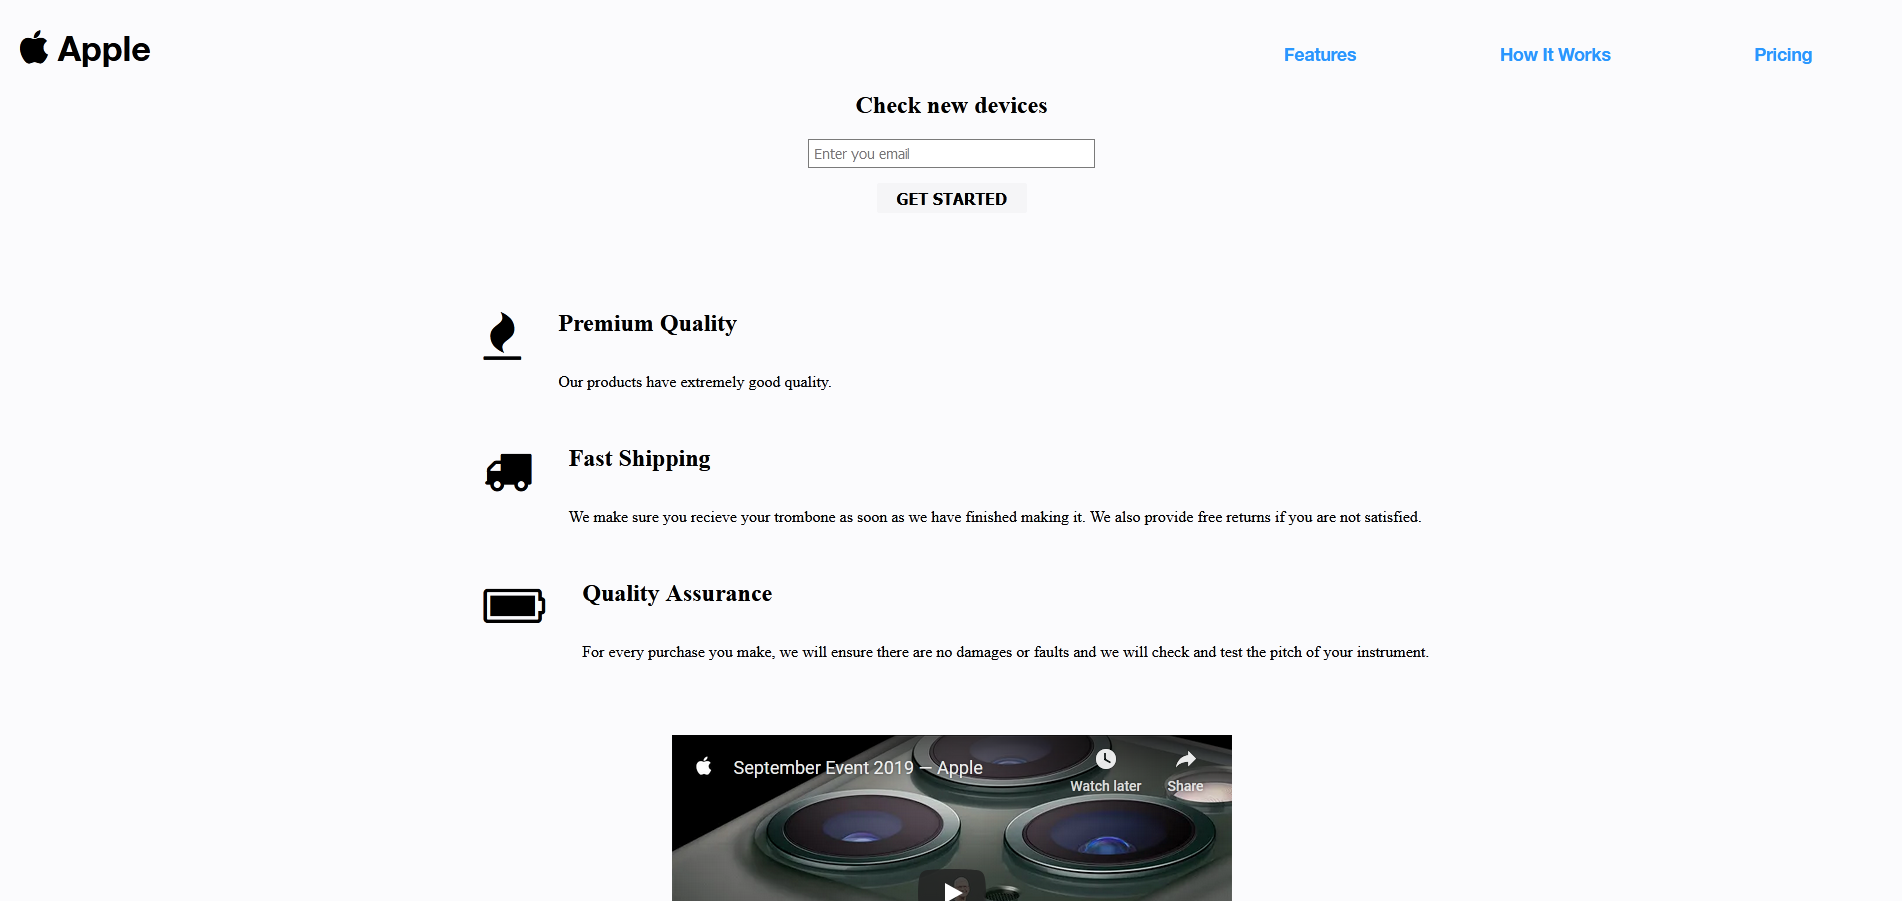 Apple
Features How It Works Pricing
Check new devices
Enter you email
GET STARTED
Premium Quality
Our products have extremely good quality.
Fast Shipping
We make sure you recieve your trombone as soon as we have finished making it. We also provide free returns if you are not satisfied.
Quality Assurance
For every purchase you make, we will ensure there are no damages or faults and we will check and test the pitch of your instrument.
September Event 2019 — Apple
Watch later Share